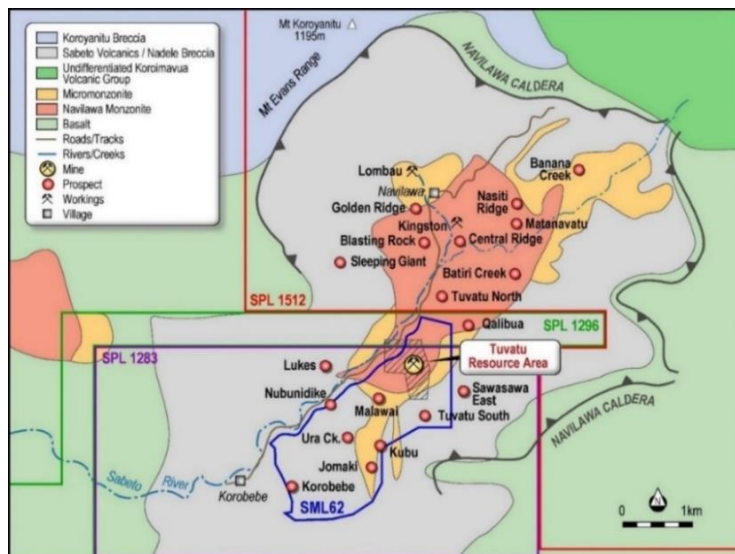 Koroyanitu Breccia
Sabeto Volcanics / Nadele Breccia
Undifferentiated Koroimavua
Volcanic Group
Micromonzonite
Navilawa Monzonite
Basalt
Roads/Tracks
Rivers/Creeks
Mine
Prospect
Workings
Village
Mt Koroyanitu
1195m
Mt Evans Range
NAVILAWA CALDERA
Lombau
Navilawa
Banana
Creek
Golden Ridge
Nasiti
Ridge
Kingston
Matanavatu
Blasting Rock
Central Ridge
Sleeping Giant
Batiri Creek
Tuvatu North
SPL 1512
Qalibua
SPL 1296
SPL 1283
Tuvatu
Resource Area
Lukes
Nubunidike
Malawai
Sawasawa
East
Tuvatu South
NAVILAWA CALDERA
Ura Ck.
Kubu
Sabeto
River
Jomaki
Korobebe
Korobebe
SML62
N
0 1km